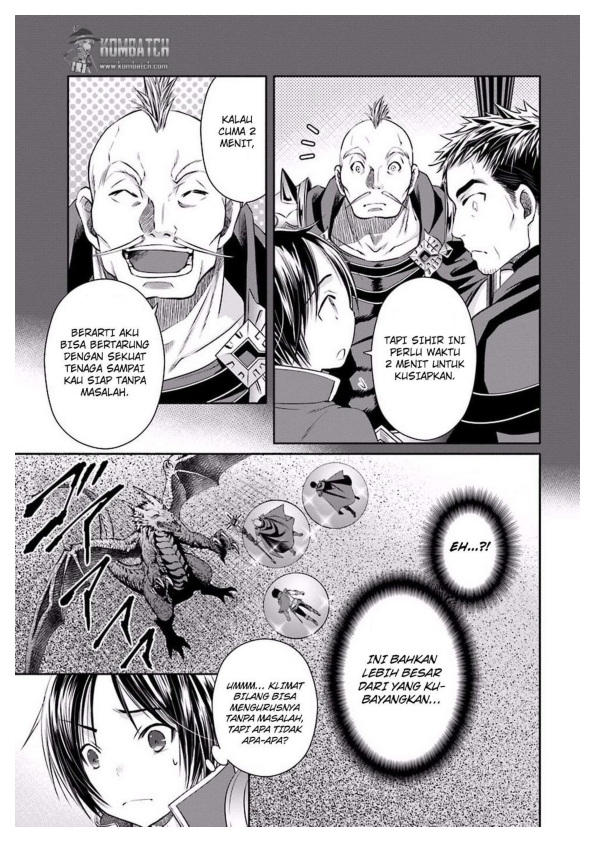 KOMBATCH
www.kombatch.com
TAPI SIHIR INI
PERLU WAKTU
2 MENIT UNTUK
KUSIAPKAN.
KALAU
CUMA 2
MENIT,
BERARTI AKU
BISA BERTARUNG
DENGAN SEKUAT
TENAGA SAMPAI
KAU SIAP TANPA
MASALAH.
EH...?!
INI BAHKAN
LEBIH BESAR
DARI YANG KU-
BAYANGKAN...
UMMM... KLIMAT
BILANG BISA
MENGURUSNYA
TANPA MASALAH,
TAPI APA TIDAK
APA-APA?